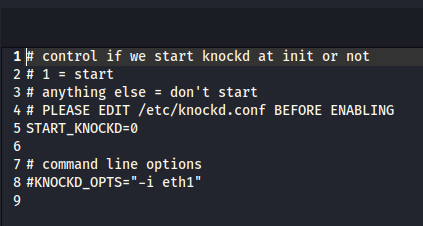 1 # control if we start knockd at init or not
2 # 1 = start
3 # anything else = don't start
4 # PLEASE EDIT /etc/knockd.conf BEFORE ENABLING
5 START_KNOCKD=0
6
7 # command line options
8 #KNOCKD_OPTS="-i eth1"
9